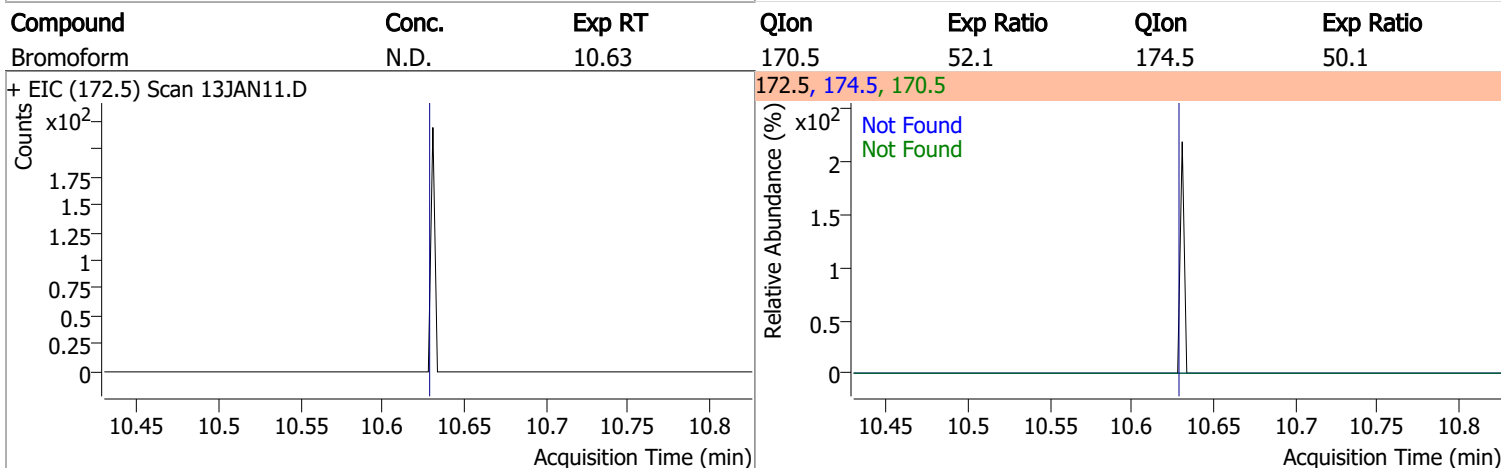 Compound Conc. Exp RT QIon Exp Ratio QIon Exp Ratio
Bromoform N.D. 10.63 170.5 52.1 174.5 50.1
+ EIC (172.5) Scan 13JAN11.D
Counts
x10²
1.75
1.5
1.25
1
0.75
0.5
0.25
0
10.45 10.5 10.55 10.6 10.65 10.7 10.75 10.8
Acquisition Time (min)
172.5, 174.5, 170.5
Relative Abundance (%)
x10²
Not Found
Not Found
2
1.5
1
0.5
0
10.45 10.5 10.55 10.6 10.65 10.7 10.75 10.8
Acquisition Time (min)